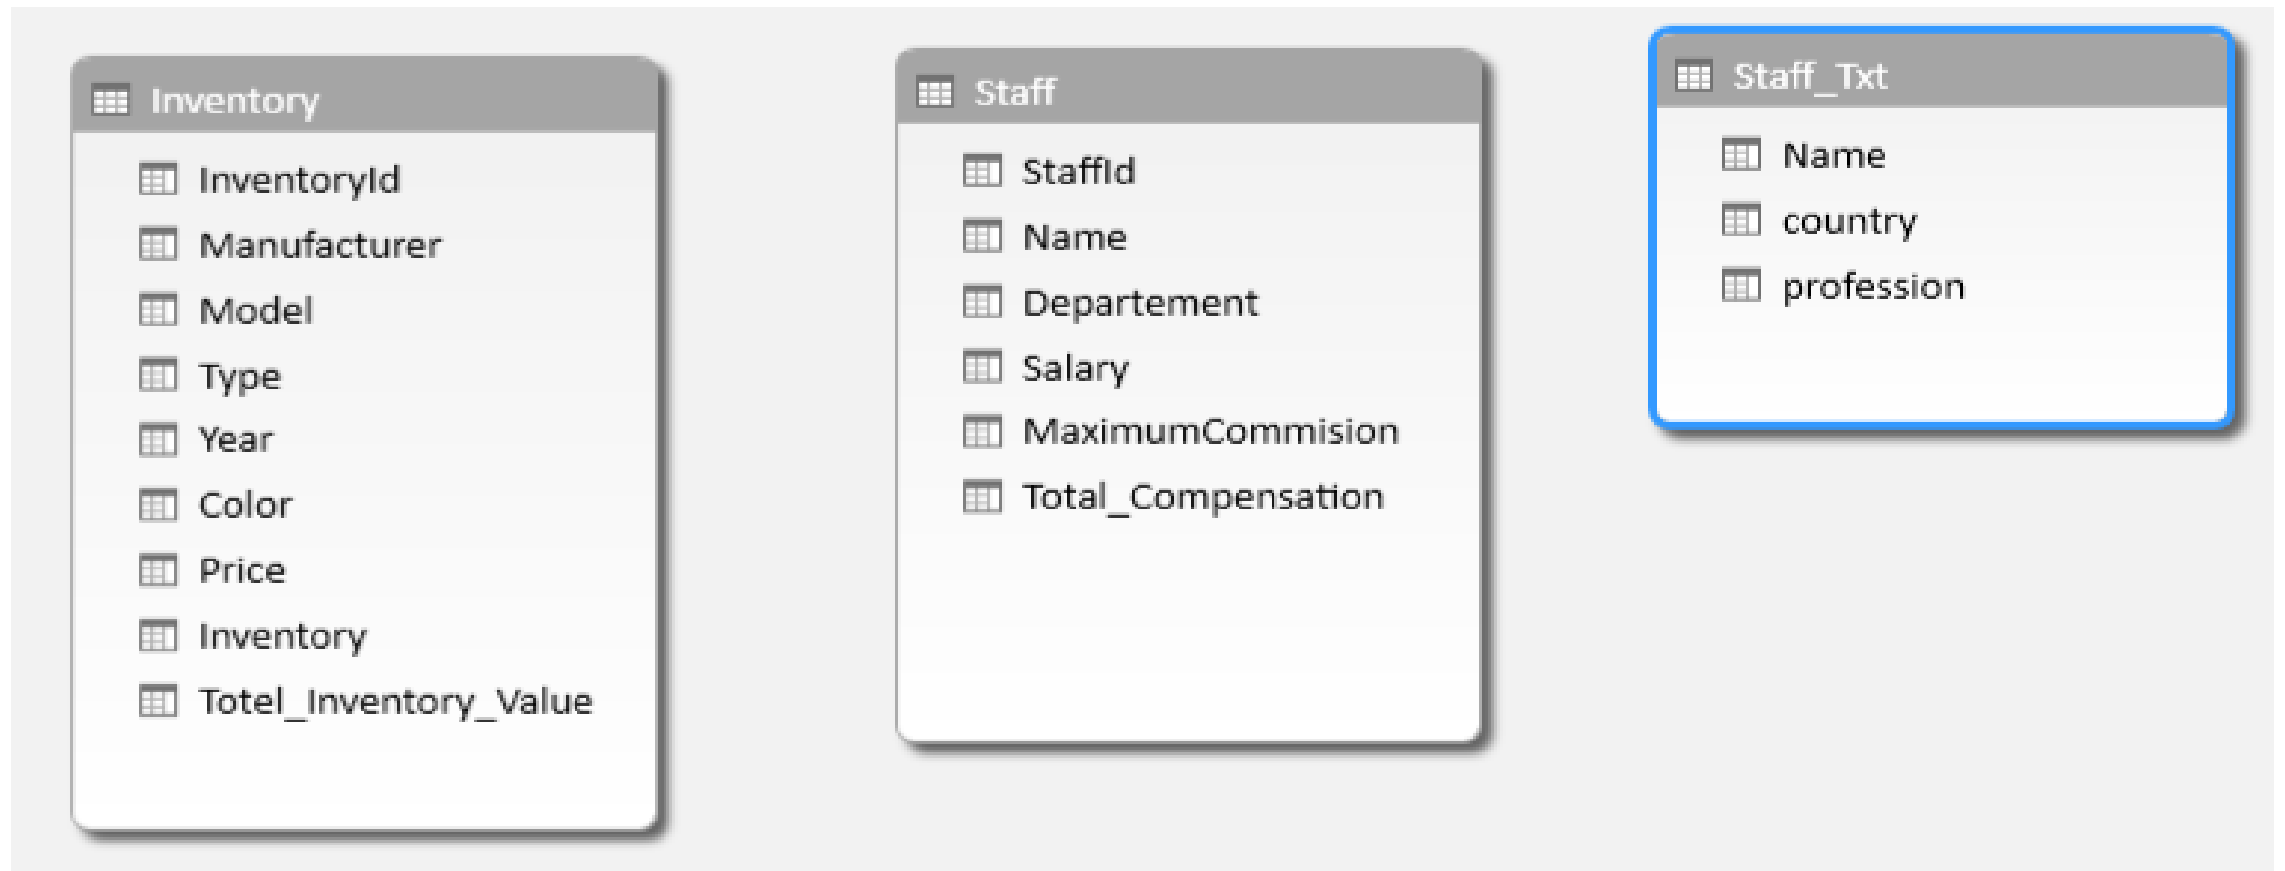 Inventory
InventoryId
Manufacturer
Model
Type
Year
Color
Price
Inventory
Totel_Inventory_Value
Staff
StaffId
Name
Departement
Salary
MaximumCommision
Total_Compensation
Staff_Txt
Name
country
profession